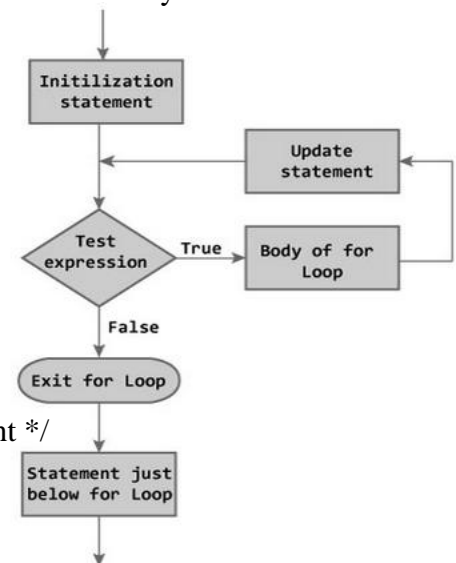 Initilization
statement
Update
statement
Test
expression
True
Body of for
Loop
False
Exit for Loop
nt */
Statement just
below for Loop